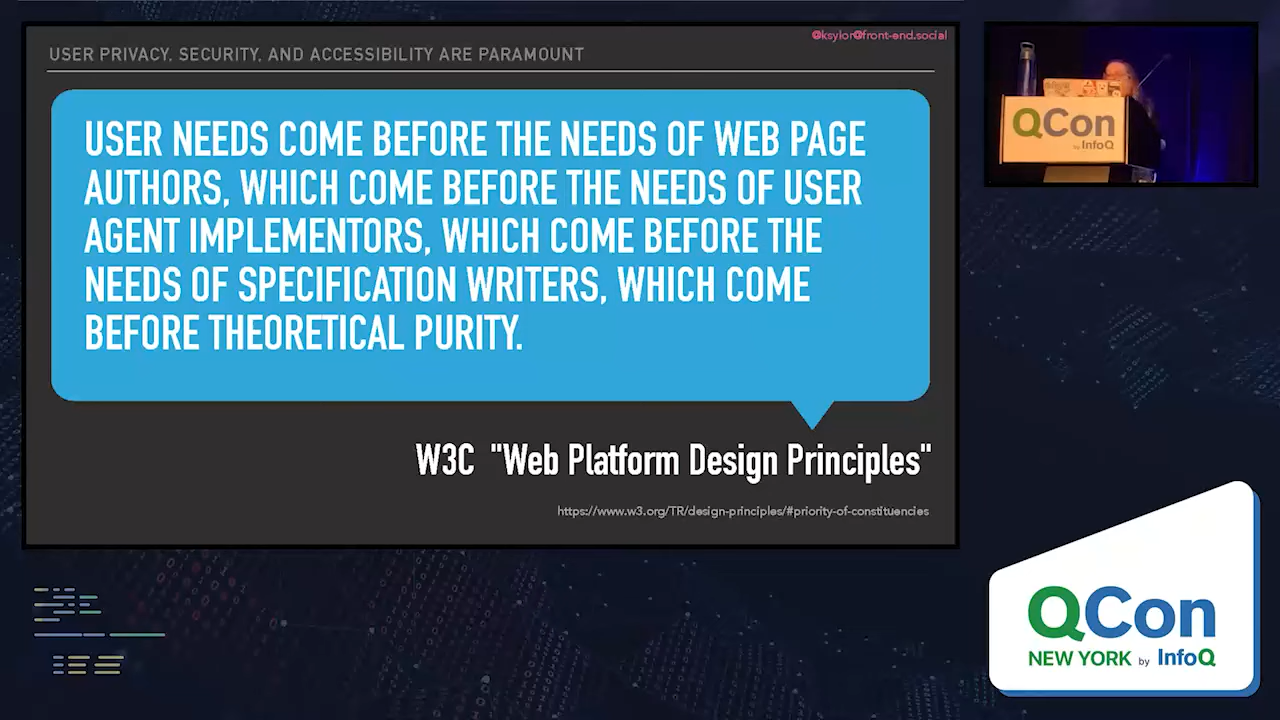 @ksylor@front-end.social
USER PRIVACY, SECURITY, AND ACCESSIBILITY ARE PARAMOUNT
USER NEEDS COME BEFORE THE NEEDS OF WEB PAGE
AUTHORS, WHICH COME BEFORE THE NEEDS OF USER
AGENT IMPLEMENTORS, WHICH COME BEFORE THE
NEEDS OF SPECIFICATION WRITERS, WHICH COME
BEFORE THEORETICAL PURITY.
W3C "Web Platform Design Principles"
https://www.w3.org/TR/design-principles/#priority-of-constituencies
QCon
by InfoQ
QCon
NEW YORK by InfoQ